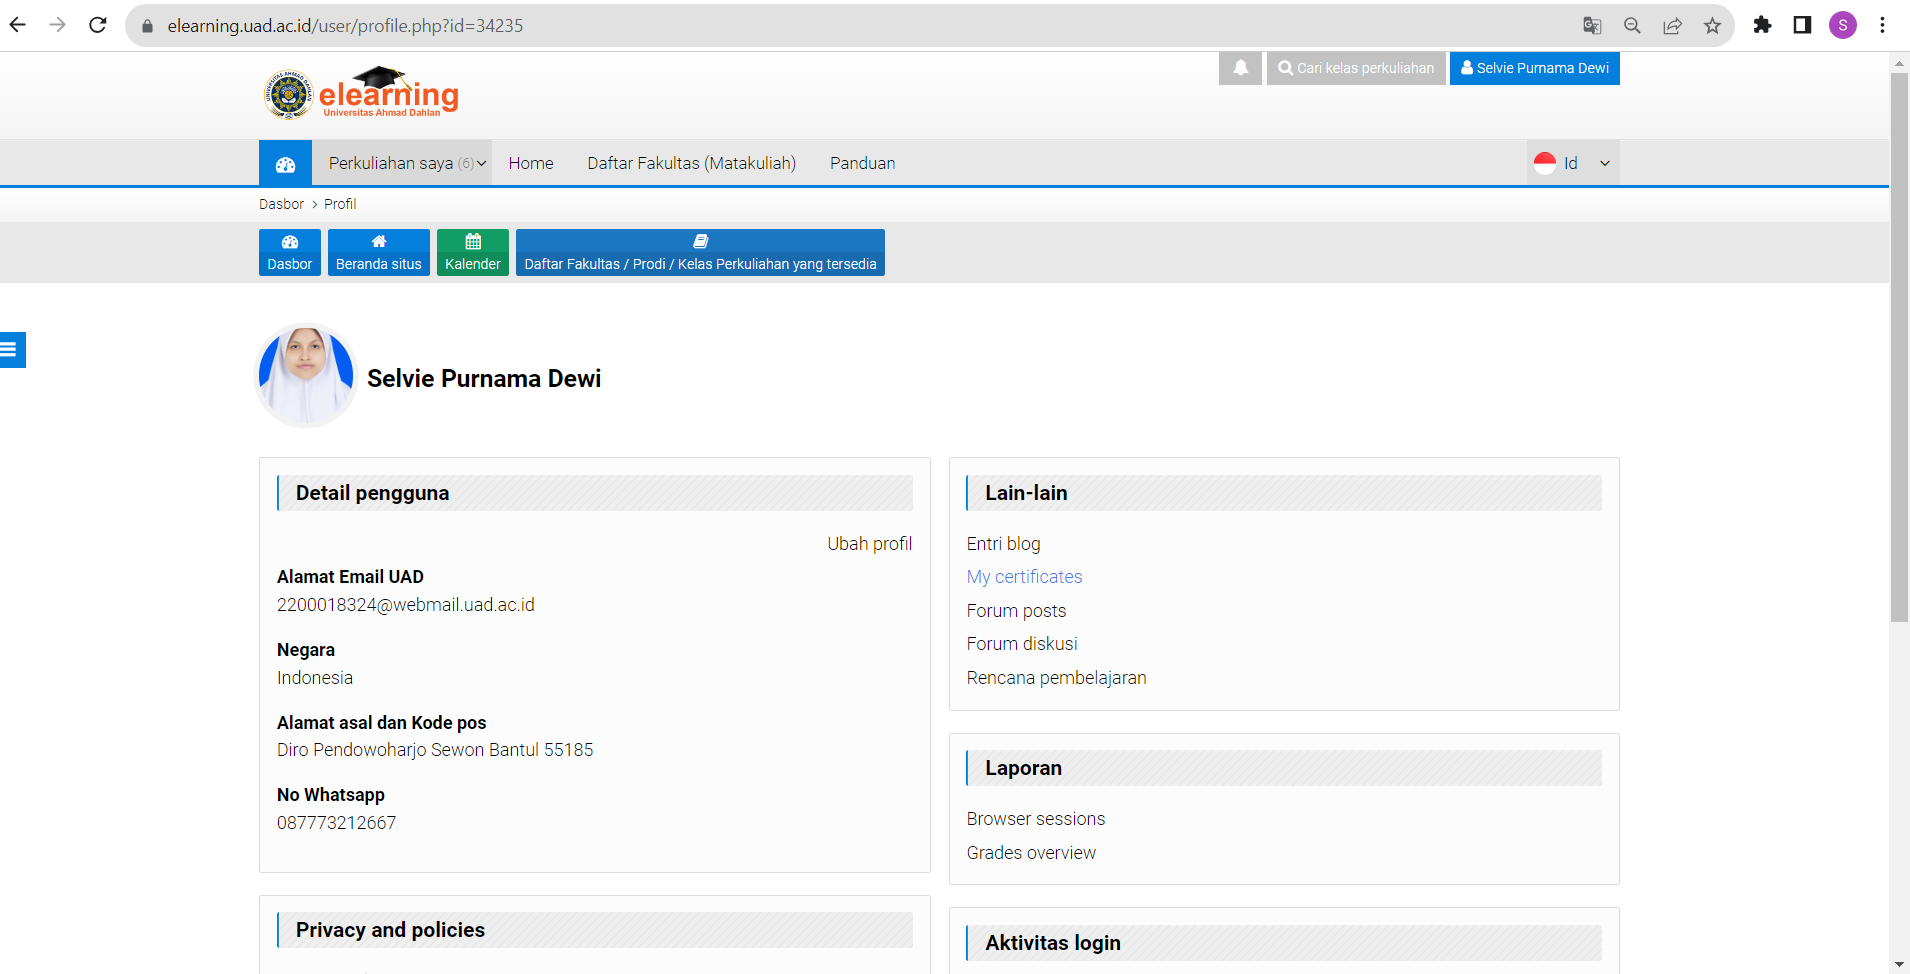 elearning.uad.ac.id/user/profile.php?id=34235
S
Cari kelas perkuliahan
Selvie Purnama Dewi
UNIVERSITAS AHMAD DAHLAN
elearning
Universitas Ahmad Dahlan
Perkuliahan saya (6)
Home
Daftar Fakultas (Matakuliah)
Panduan
Id
Dasbor > Profil
Dasbor
Beranda situs
Kalender
Daftar Fakultas / Prodi / Kelas Perkuliahan yang tersedia
Selvie Purnama Dewi
Detail pengguna
Ubah profil
Alamat Email UAD
2200018324@webmail.uad.ac.id
Negara
Indonesia
Alamat asal dan Kode pos
Diro Pendowoharjo Sewon Bantul 55185
No Whatsapp
087773212667
Privacy and policies
Lain-lain
Entri blog
My certificates
Forum posts
Forum diskusi
Rencana pembelajaran
Laporan
Browser sessions
Grades overview
Aktivitas login